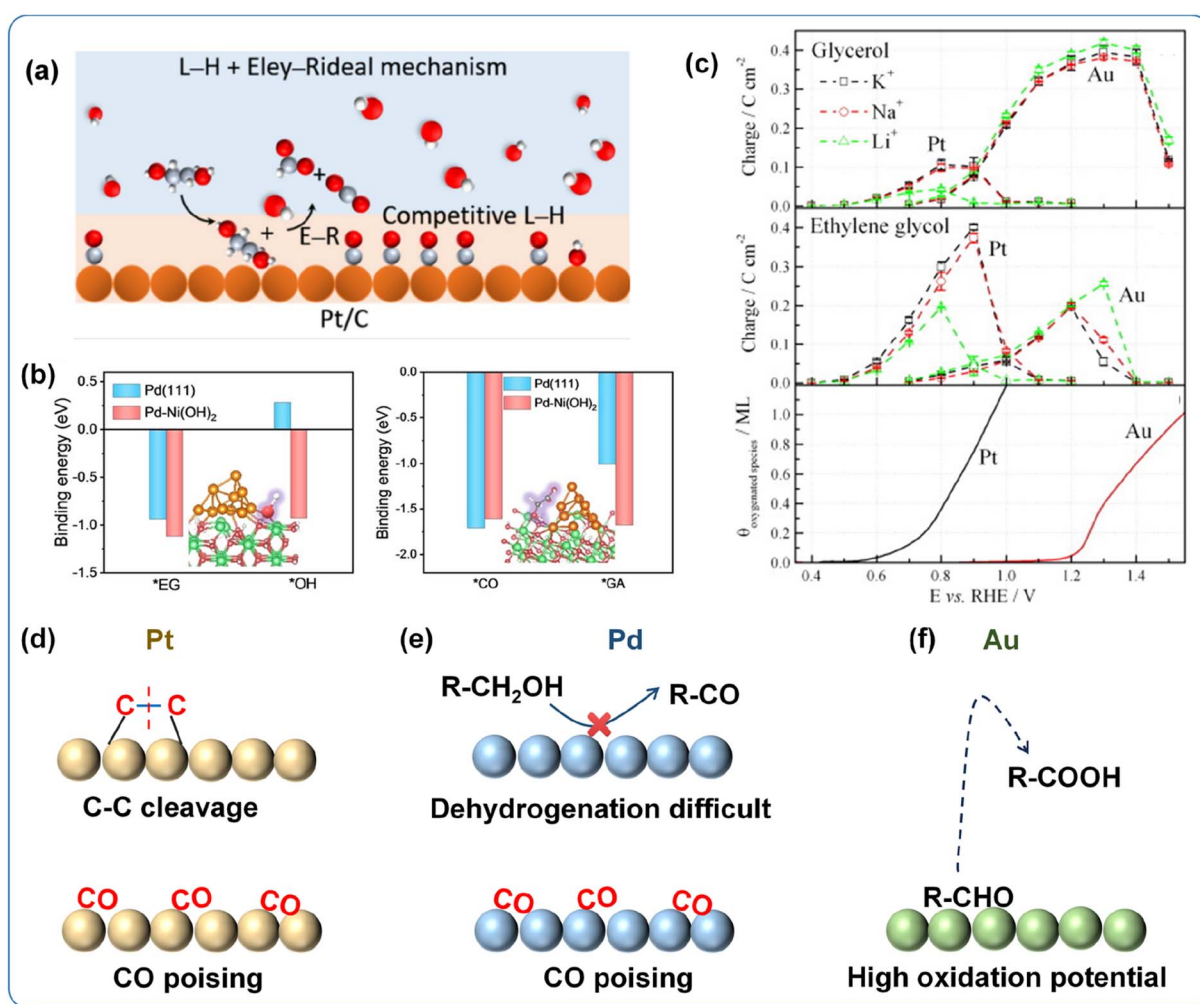 (a)
L–H + Eley–Rideal mechanism
+
+
E–R
Competitive L–H
Pt/C
(b)
Binding energy (eV)
0.5
0.0
-0.5
-1.0
-1.5
Pd(111)
Pd-Ni(OH)₂
*EG
*OH
Binding energy (eV)
0.0
-0.5
-1.0
-1.5
-2.0
Pd(111)
Pd-Ni(OH)₂
*CO
*GA
(c)
Charge / C cm⁻²
0.4
0.3
0.2
0.1
0.0
Glycerol
K⁺
Na⁺
Li⁺
Pt
Au
Charge / C cm⁻²
0.3
0.2
0.1
0.0
Ethylene glycol
Pt
Au
θ oxygenated species / ML
1.0
0.8
0.6
0.4
0.2
0.0
Pt
Au
0.4 0.6 0.8 1.0 1.2 1.4
E vs. RHE / V
(d) Pt
C C
C-C cleavage
CO CO CO
CO poising
(e) Pd
R-CH₂OH
R-CO
Dehydrogenation difficult
CO CO CO
CO poising
(f) Au
R-COOH
R-CHO
High oxidation potential